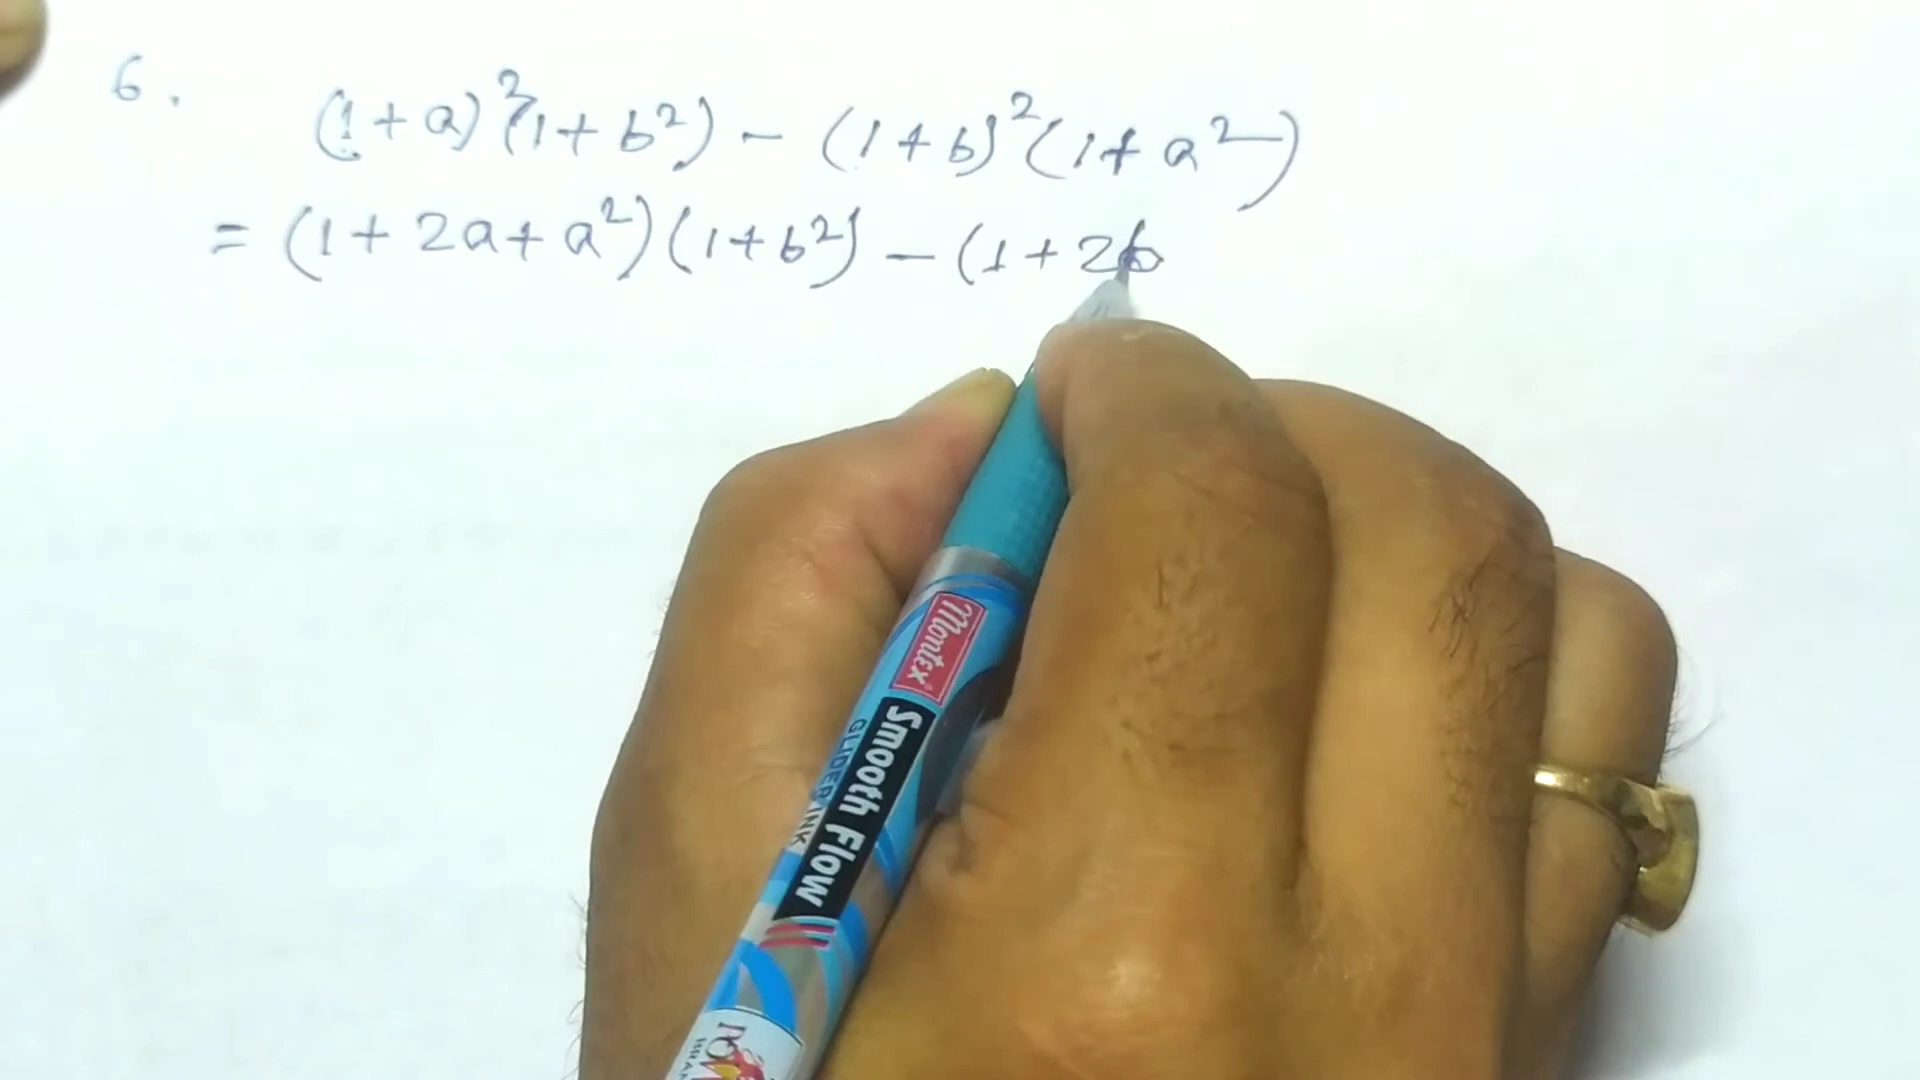 6. (1+a)²(1+b²) - (1+b)²(1+a²)
= (1+2a+a²)(1+b²) - (1+2b
Montex
Smooth Flow
GLIDER INK